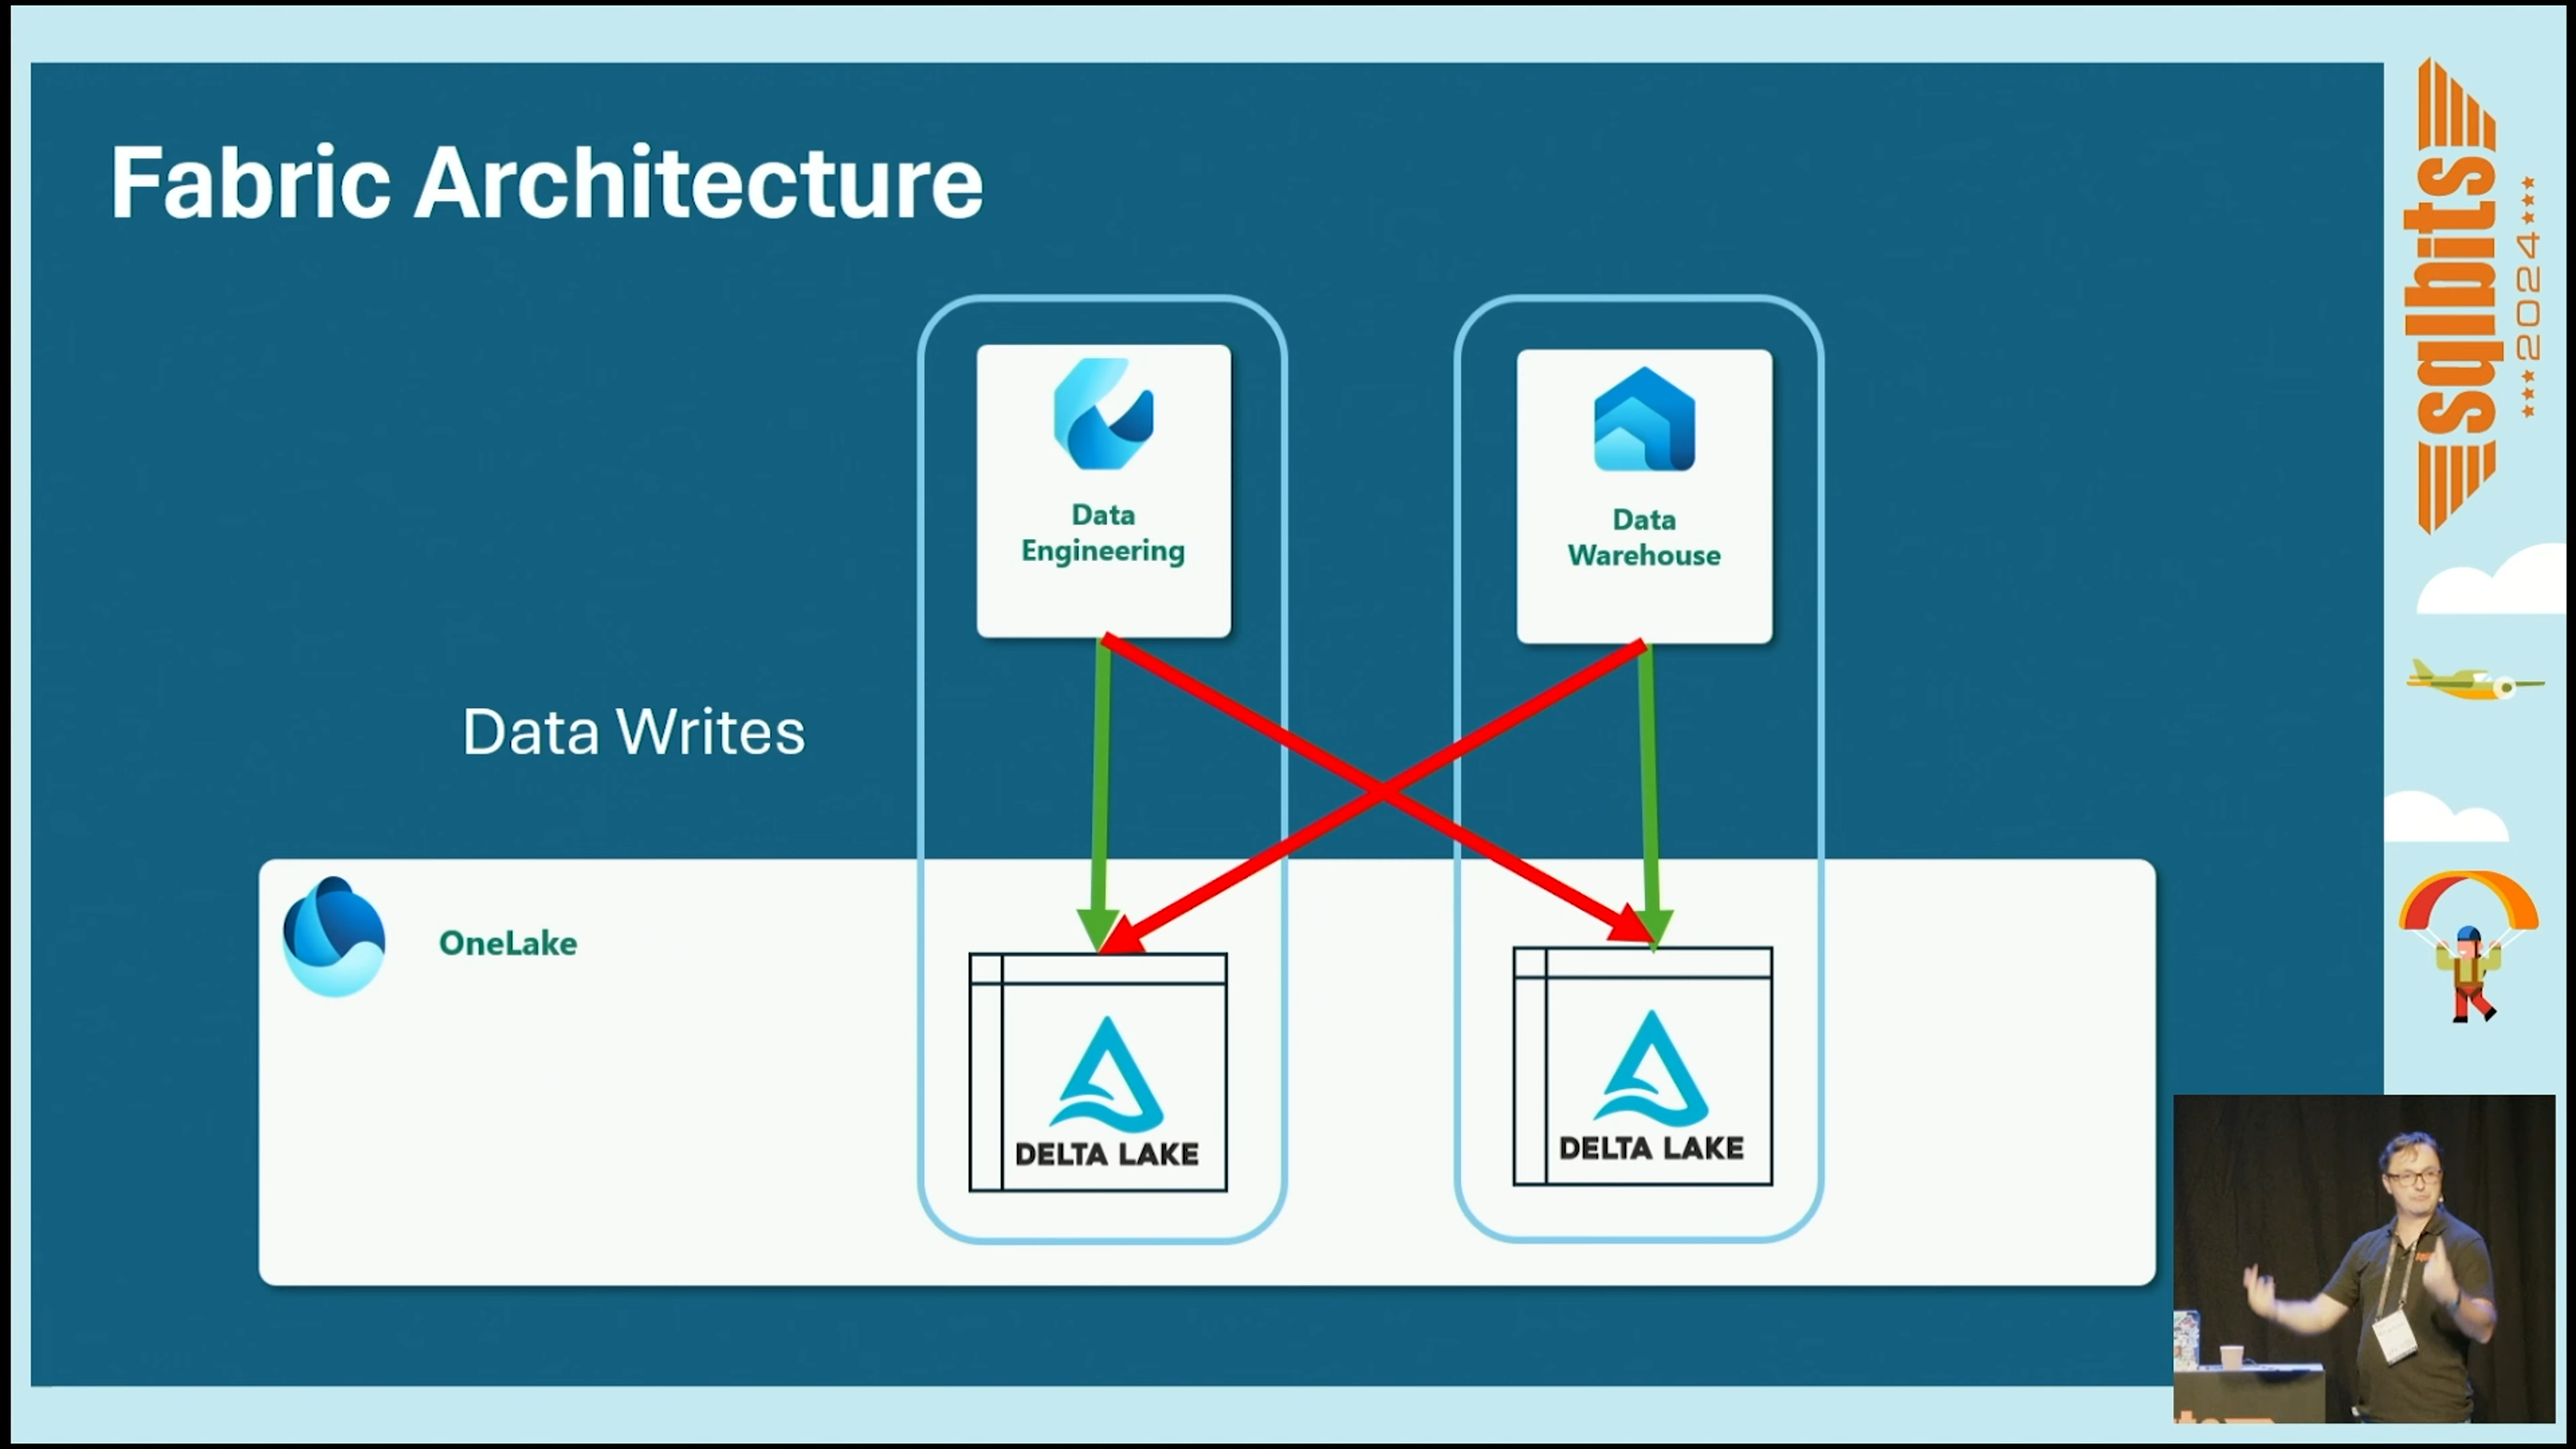 Fabric Architecture
Data
Engineering
Data
Warehouse
Data Writes
OneLake
DELTA LAKE
DELTA LAKE
sqlbits
2024